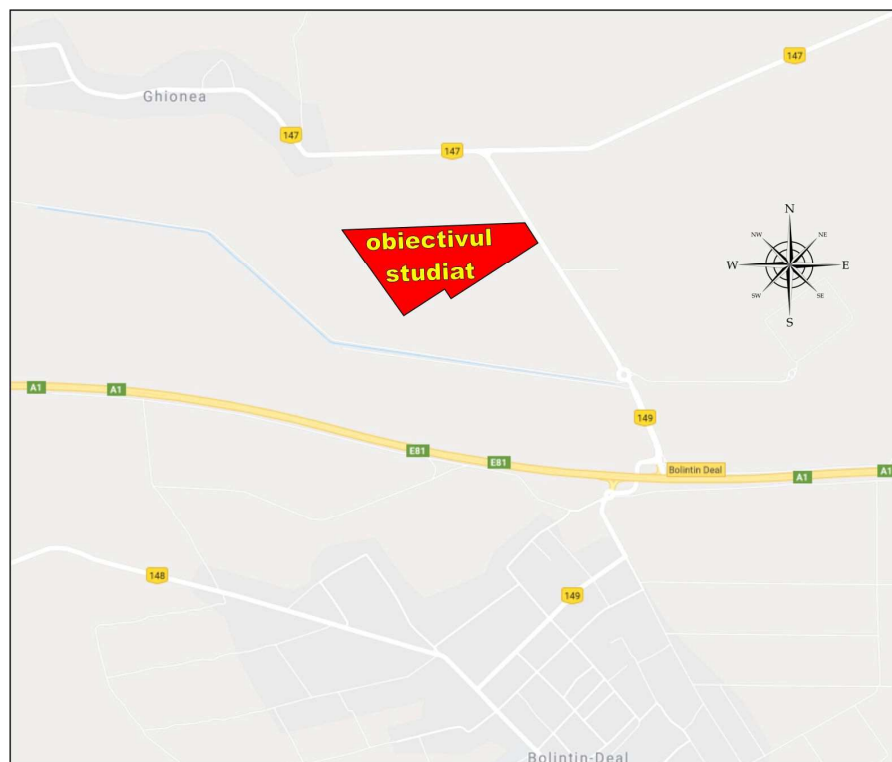 147
Ghionea
147
147
N
NW
NE
W
E
SW
SE
S
obiectivul
studiat
A1
A1
149
E81
E81
Bolintin Deal
A1
A1
148
149
Bolintin-Deal